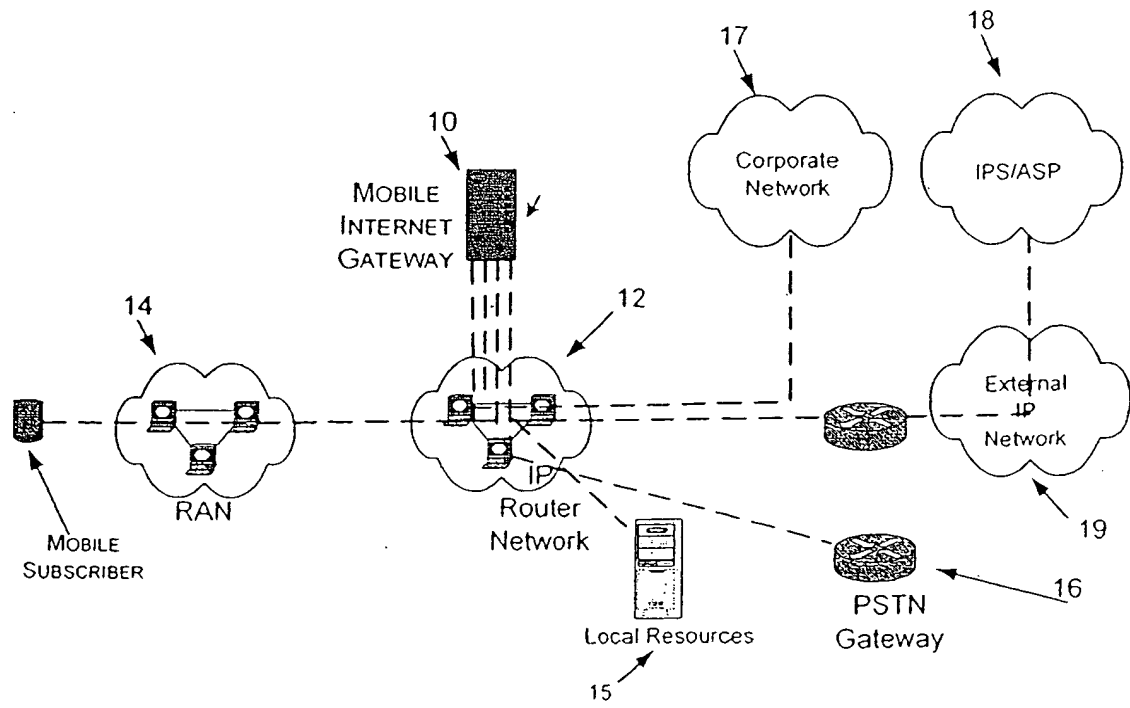 17
18
10
Corporate
Network
IPS/ASP
MOBILE
INTERNET
GATEWAY
14
12
External
IP
Network
RAN
IP
Router
Network
MOBILE
SUBSCRIBER
19
16
PSTN
Gateway
Local Resources
15